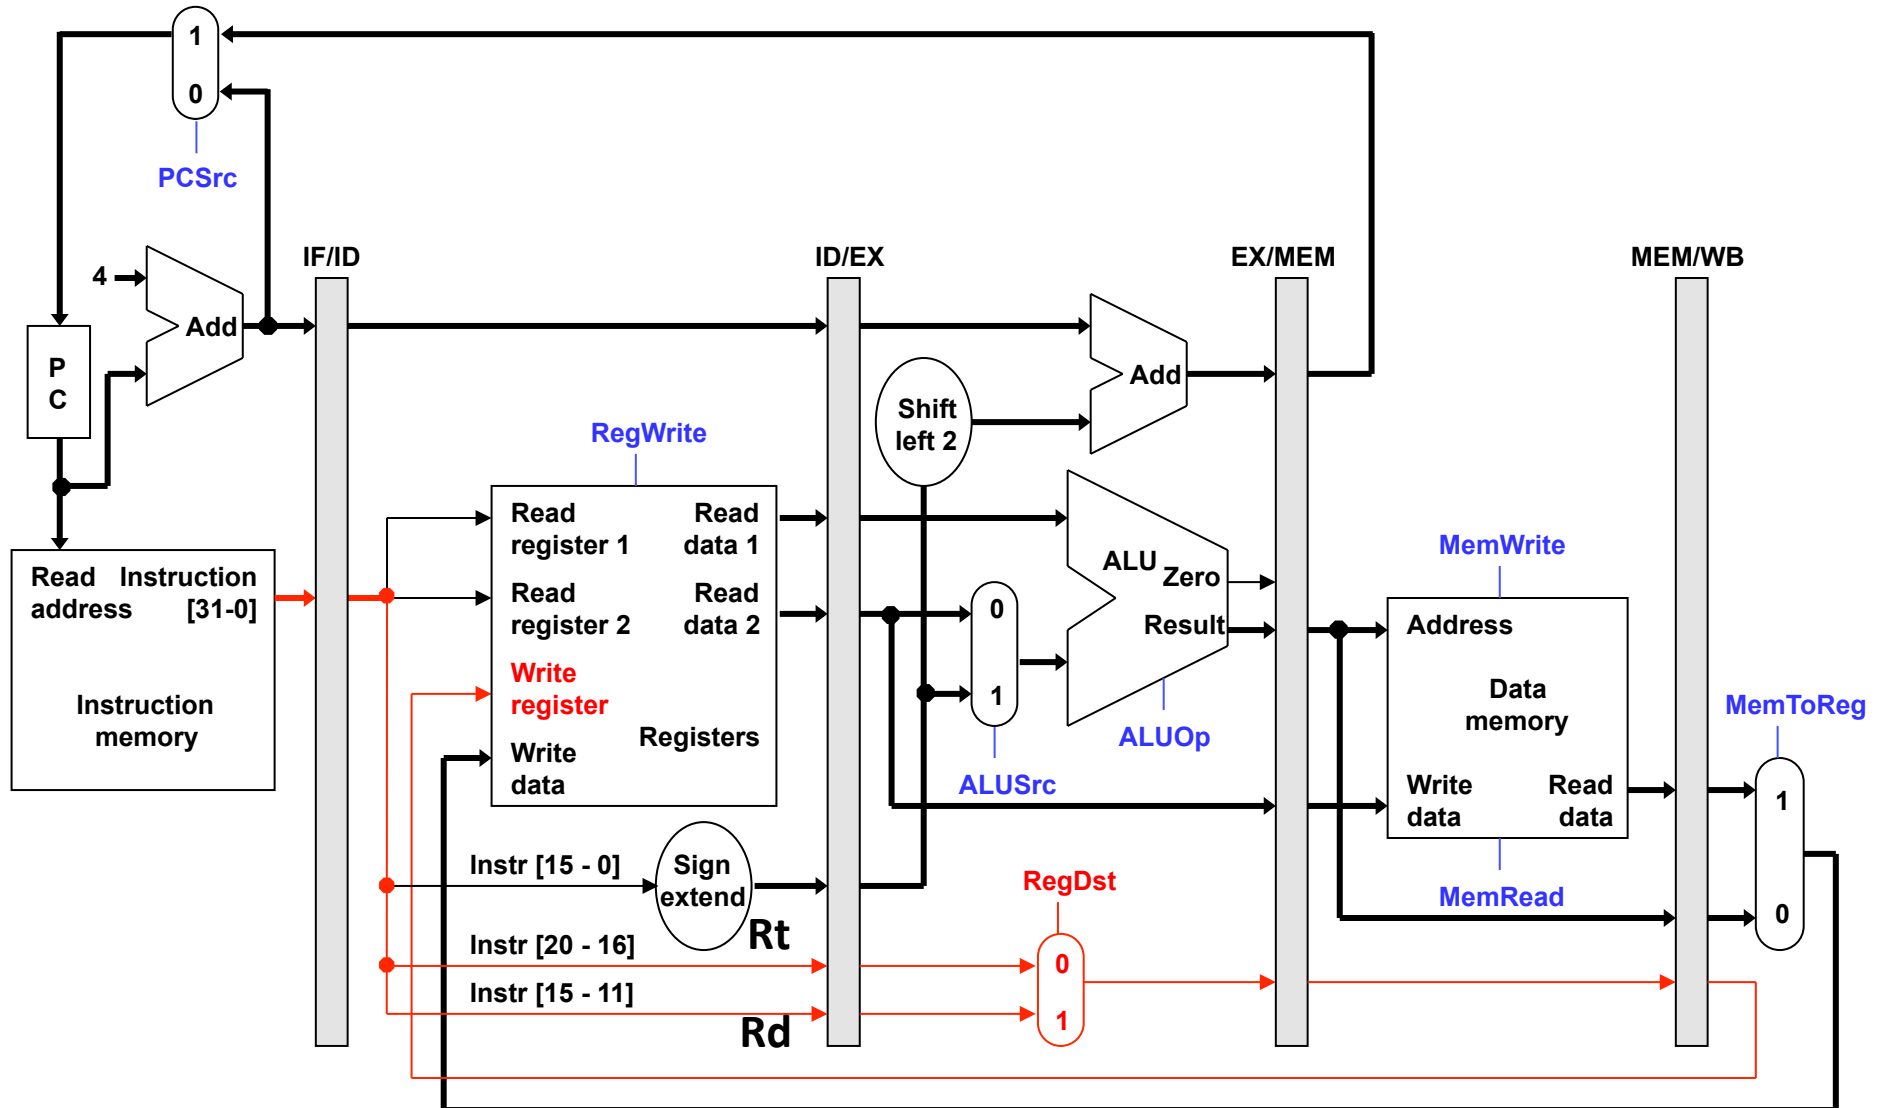 1
0
PCSrc
IF/ID
ID/EX
EX/MEM
MEM/WB
4
Add
P
C
Add
Shift
left 2
RegWrite
Read
address
Instruction
[31-0]
Instruction
memory
Read
register 1
Read
data 1
Read
register 2
Read
data 2
Write
register
Write
data
Registers
0
1
ALUSrc
ALU
Zero
Result
ALUOp
MemWrite
Address
Data
memory
Write
data
Read
data
MemRead
MemToReg
1
0
Instr [15 - 0]
Sign
extend
Rt
Instr [20 - 16]
Instr [15 - 11]
Rd
RegDst
0
1